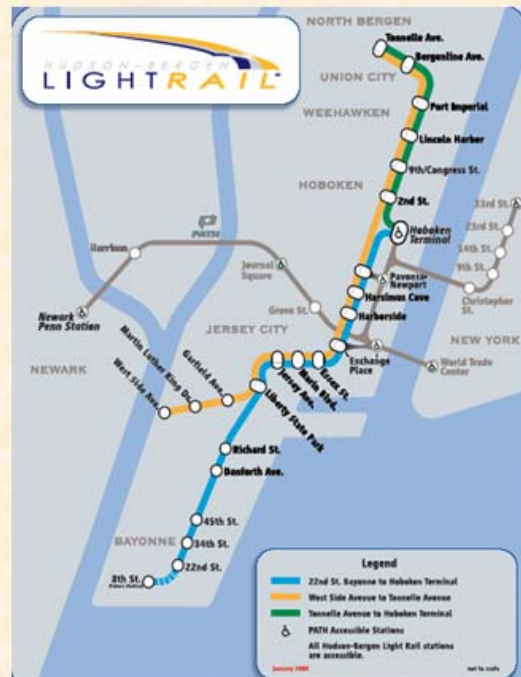 HUDSON-BERGEN
LIGHTRAIL
NORTH BERGEN
Tonnelle Ave.
Bergenline Ave.
UNION CITY
WEEHAWKEN
Port Imperial
Lincoln Harbor
9th/Congress St.
HOBOKEN
2nd St.
Hoboken
Terminal
33rd St.
23rd St.
14th St.
9th St.
Christopher
St.
PATH
Harrison
Journal
Square
Pavonia-
Newport
Harsimus Cove
Harborside
Newark
Penn Station
Grove St.
JERSEY CITY
NEW YORK
Exchange
Place
World Trade
Center
NEWARK
Martin Luther King Dr.
West Side Ave.
Garfield Ave.
Essex St.
Marin Blvd.
Jersey Ave.
Liberty State Park
Richard St.
Danforth Ave.
45th St.
BAYONNE
34th St.
22nd St.
8th St.
Legend
22nd St. Bayonne to Hoboken Terminal
West Side Avenue to Tonnelle Avenue
Tonnelle Avenue to Hoboken Terminal
PATH Accessible Stations
All Hudson-Bergen Light Rail stations
are accessible.
not to scale